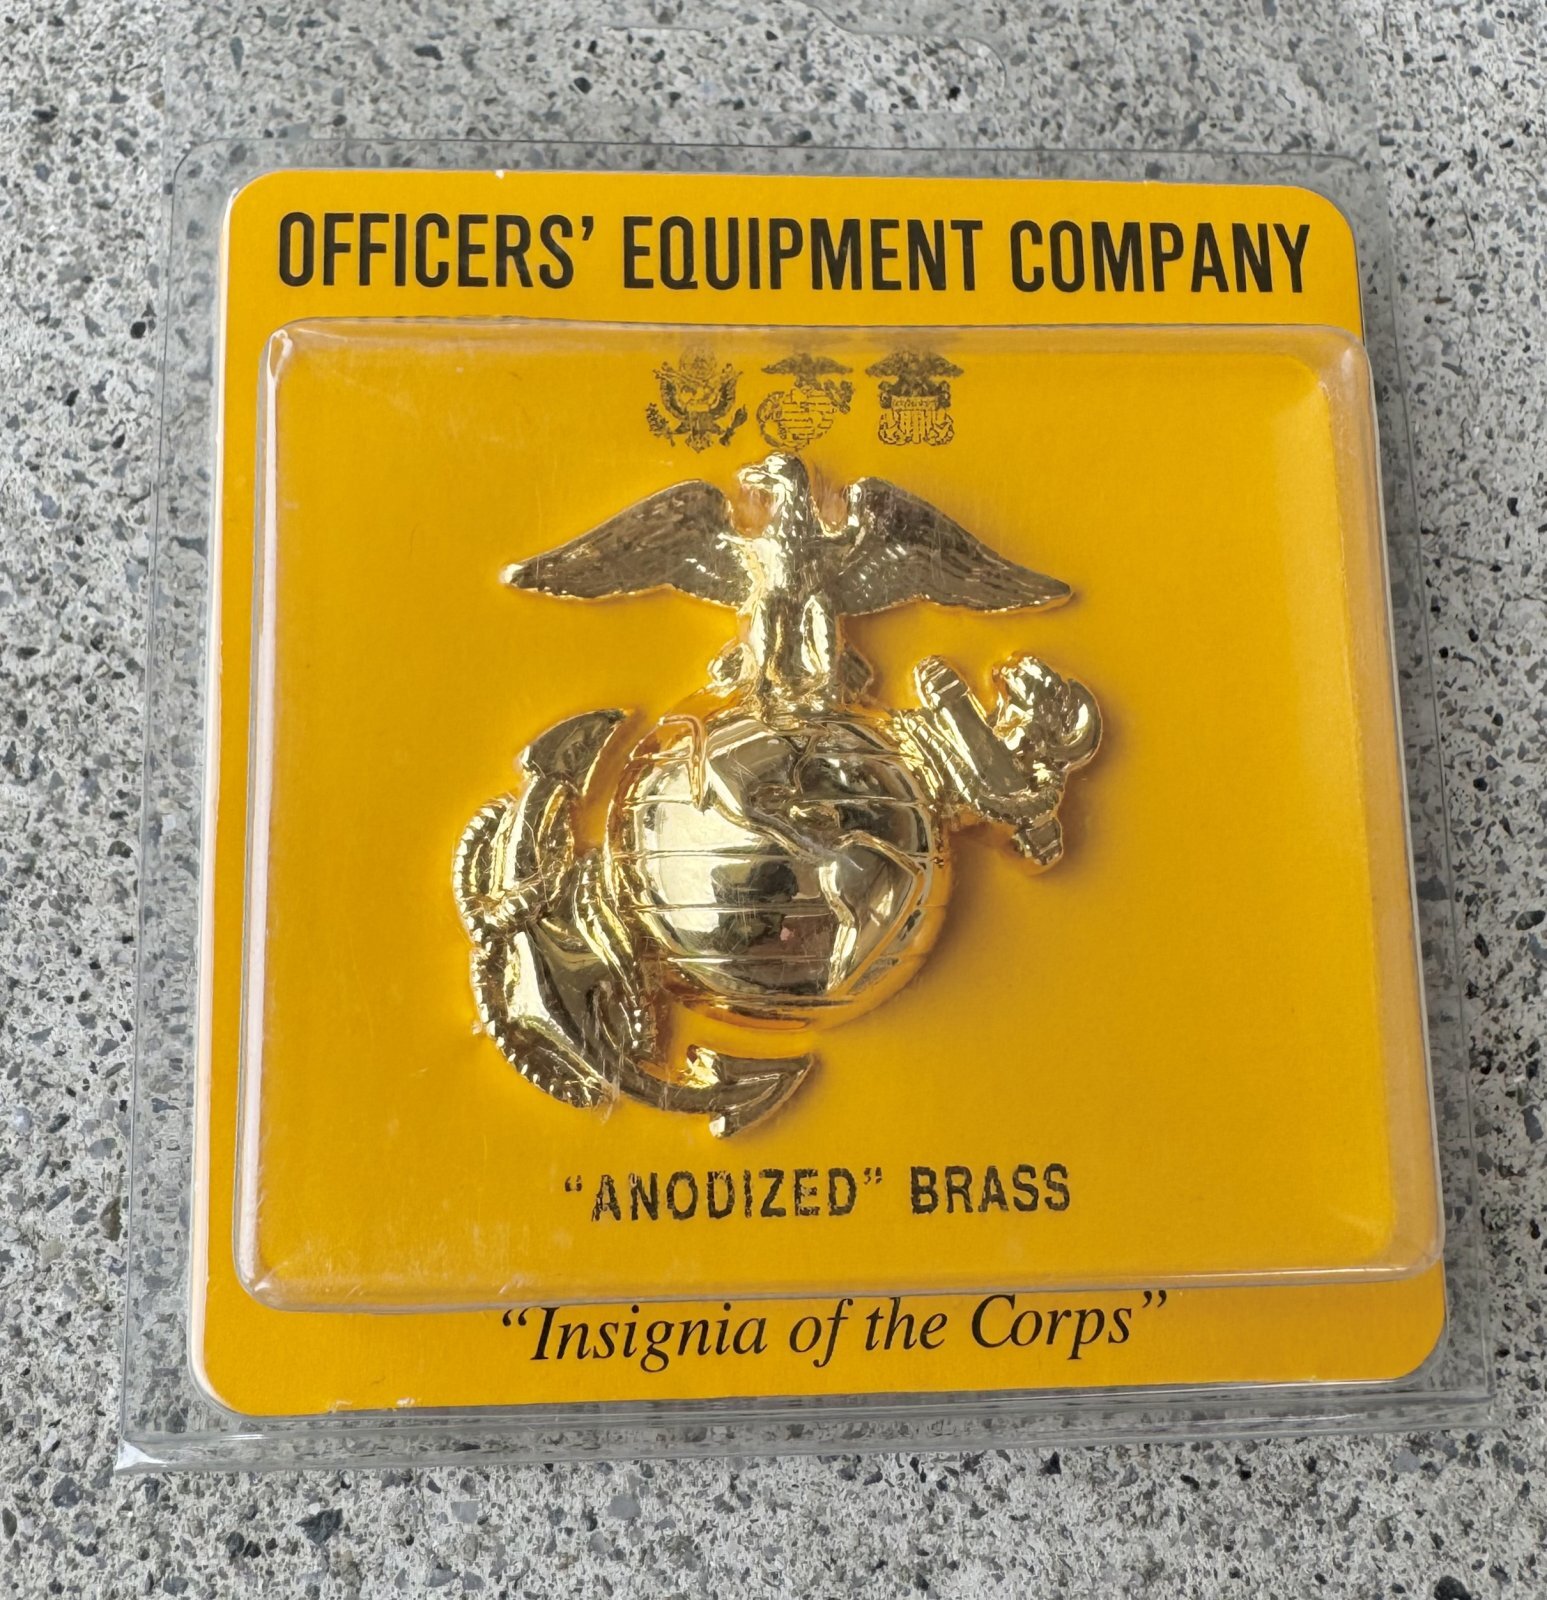 OFFICERS’ EQUIPMENT COMPANY
“ANODIZED” BRASS
“Insignia of the Corps”